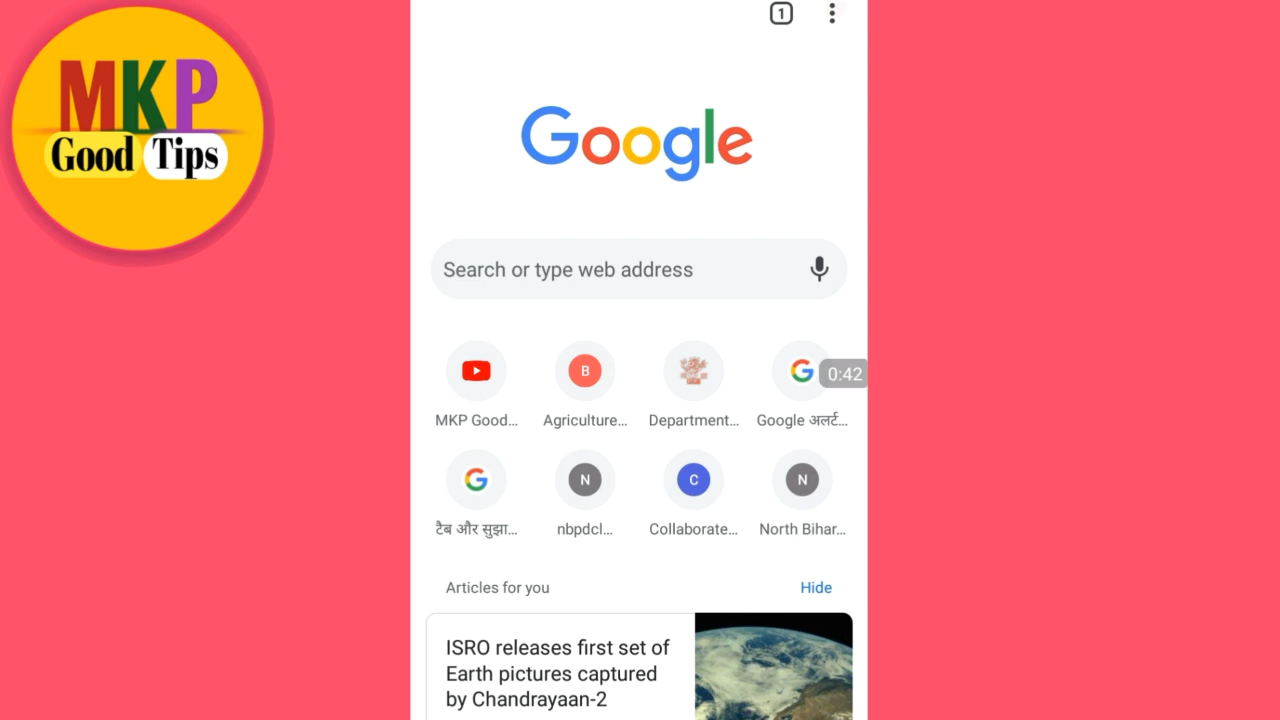 MKP
Good Tips
1
Google
Search or type web address
B
0:42
MKP Good...
Agriculture...
Department...
Google अलर्ट...
N
C
N
टैब और सुझा...
nbpdcl...
Collaborate...
North Bihar...
Articles for you
Hide
ISRO releases first set of
Earth pictures captured
by Chandrayaan-2